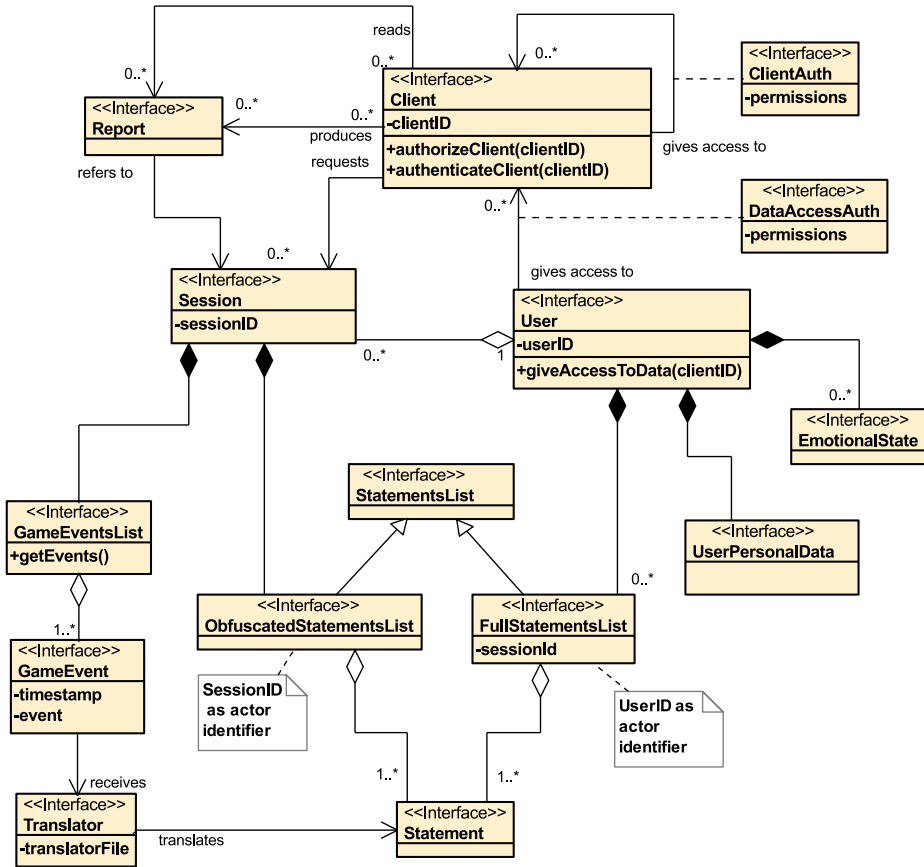 reads
0..*
0..*
<<Interface>>
Client
-clientID
+authorizeClient(clientID)
+authenticateClient(clientID)
0..*
<<Interface>>
ClientAuth
-permissions
gives access to
<<Interface>>
Report
0..*
0..*
produces
requests
refers to
0..*
<<Interface>>
DataAccessAuth
-permissions
0..*
gives access to
<<Interface>>
Session
-sessionID
0..*
1
<<Interface>>
User
-userID
+giveAccessToData(clientID)
0..*
<<Interface>>
EmotionalState
<<Interface>>
StatementsList
<<Interface>>
GameEventsList
+getEvents()
<<Interface>>
UserPersonalData
0..*
<<Interface>>
ObfuscatedStatementsList
<<Interface>>
FullStatementsList
-sessionId
1..*
<<Interface>>
GameEvent
-timestamp
-event
SessionID
as actor
identifier
UserID as
actor
identifier
receives
1..*
1..*
<<Interface>>
Translator
-translatorFile
translates
<<Interface>>
Statement